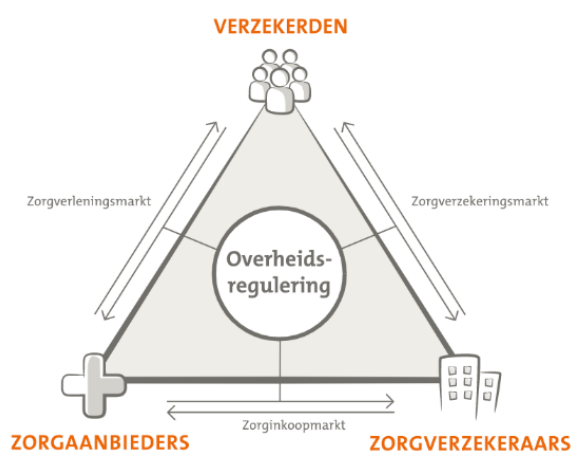 VERZEKERDEN
Zorgverleningsmarkt
Zorgverzekeringsmarkt
Overheids-
regulering
Zorginkoopmarkt
ZORGAANBIEDERS
ZORGVERZEKERAARS